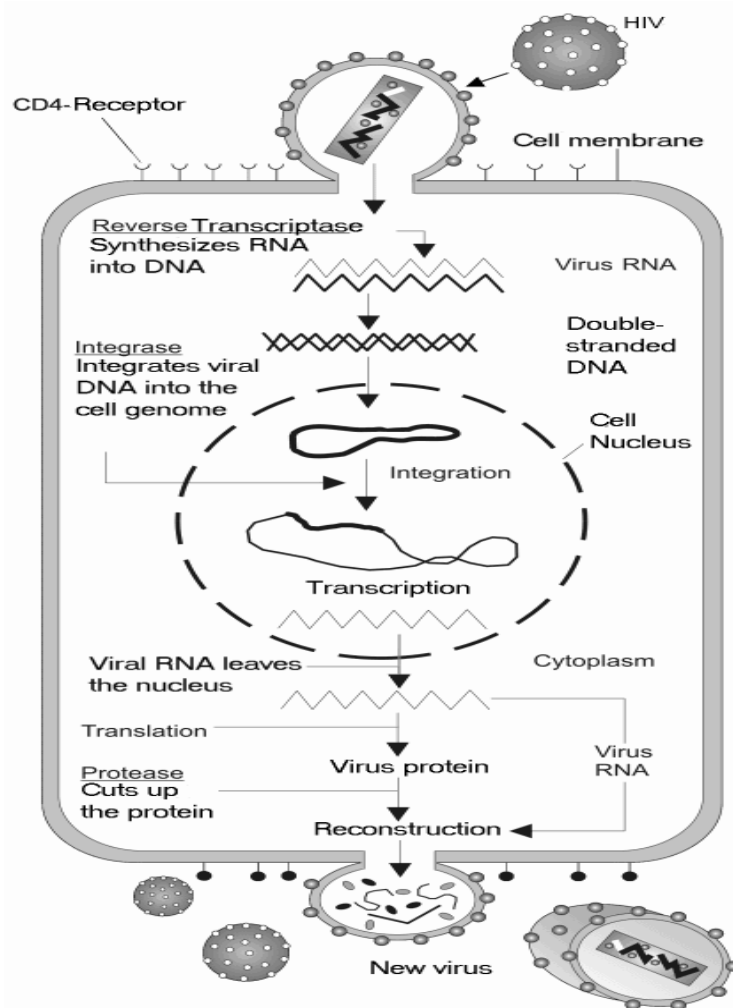 HIV
CD4-Receptor
Cell membrane
Reverse Transcriptase
Synthesizes RNA
into DNA
Virus RNA
Double-
stranded
DNA
Integrase
Integrates viral
DNA into the
cell genome
Cell
Nucleus
Integration
Transcription
Viral RNA leaves
the nucleus
Cytoplasm
Translation
Virus protein
Virus
RNA
Protease
Cuts up
the protein
Reconstruction
New virus